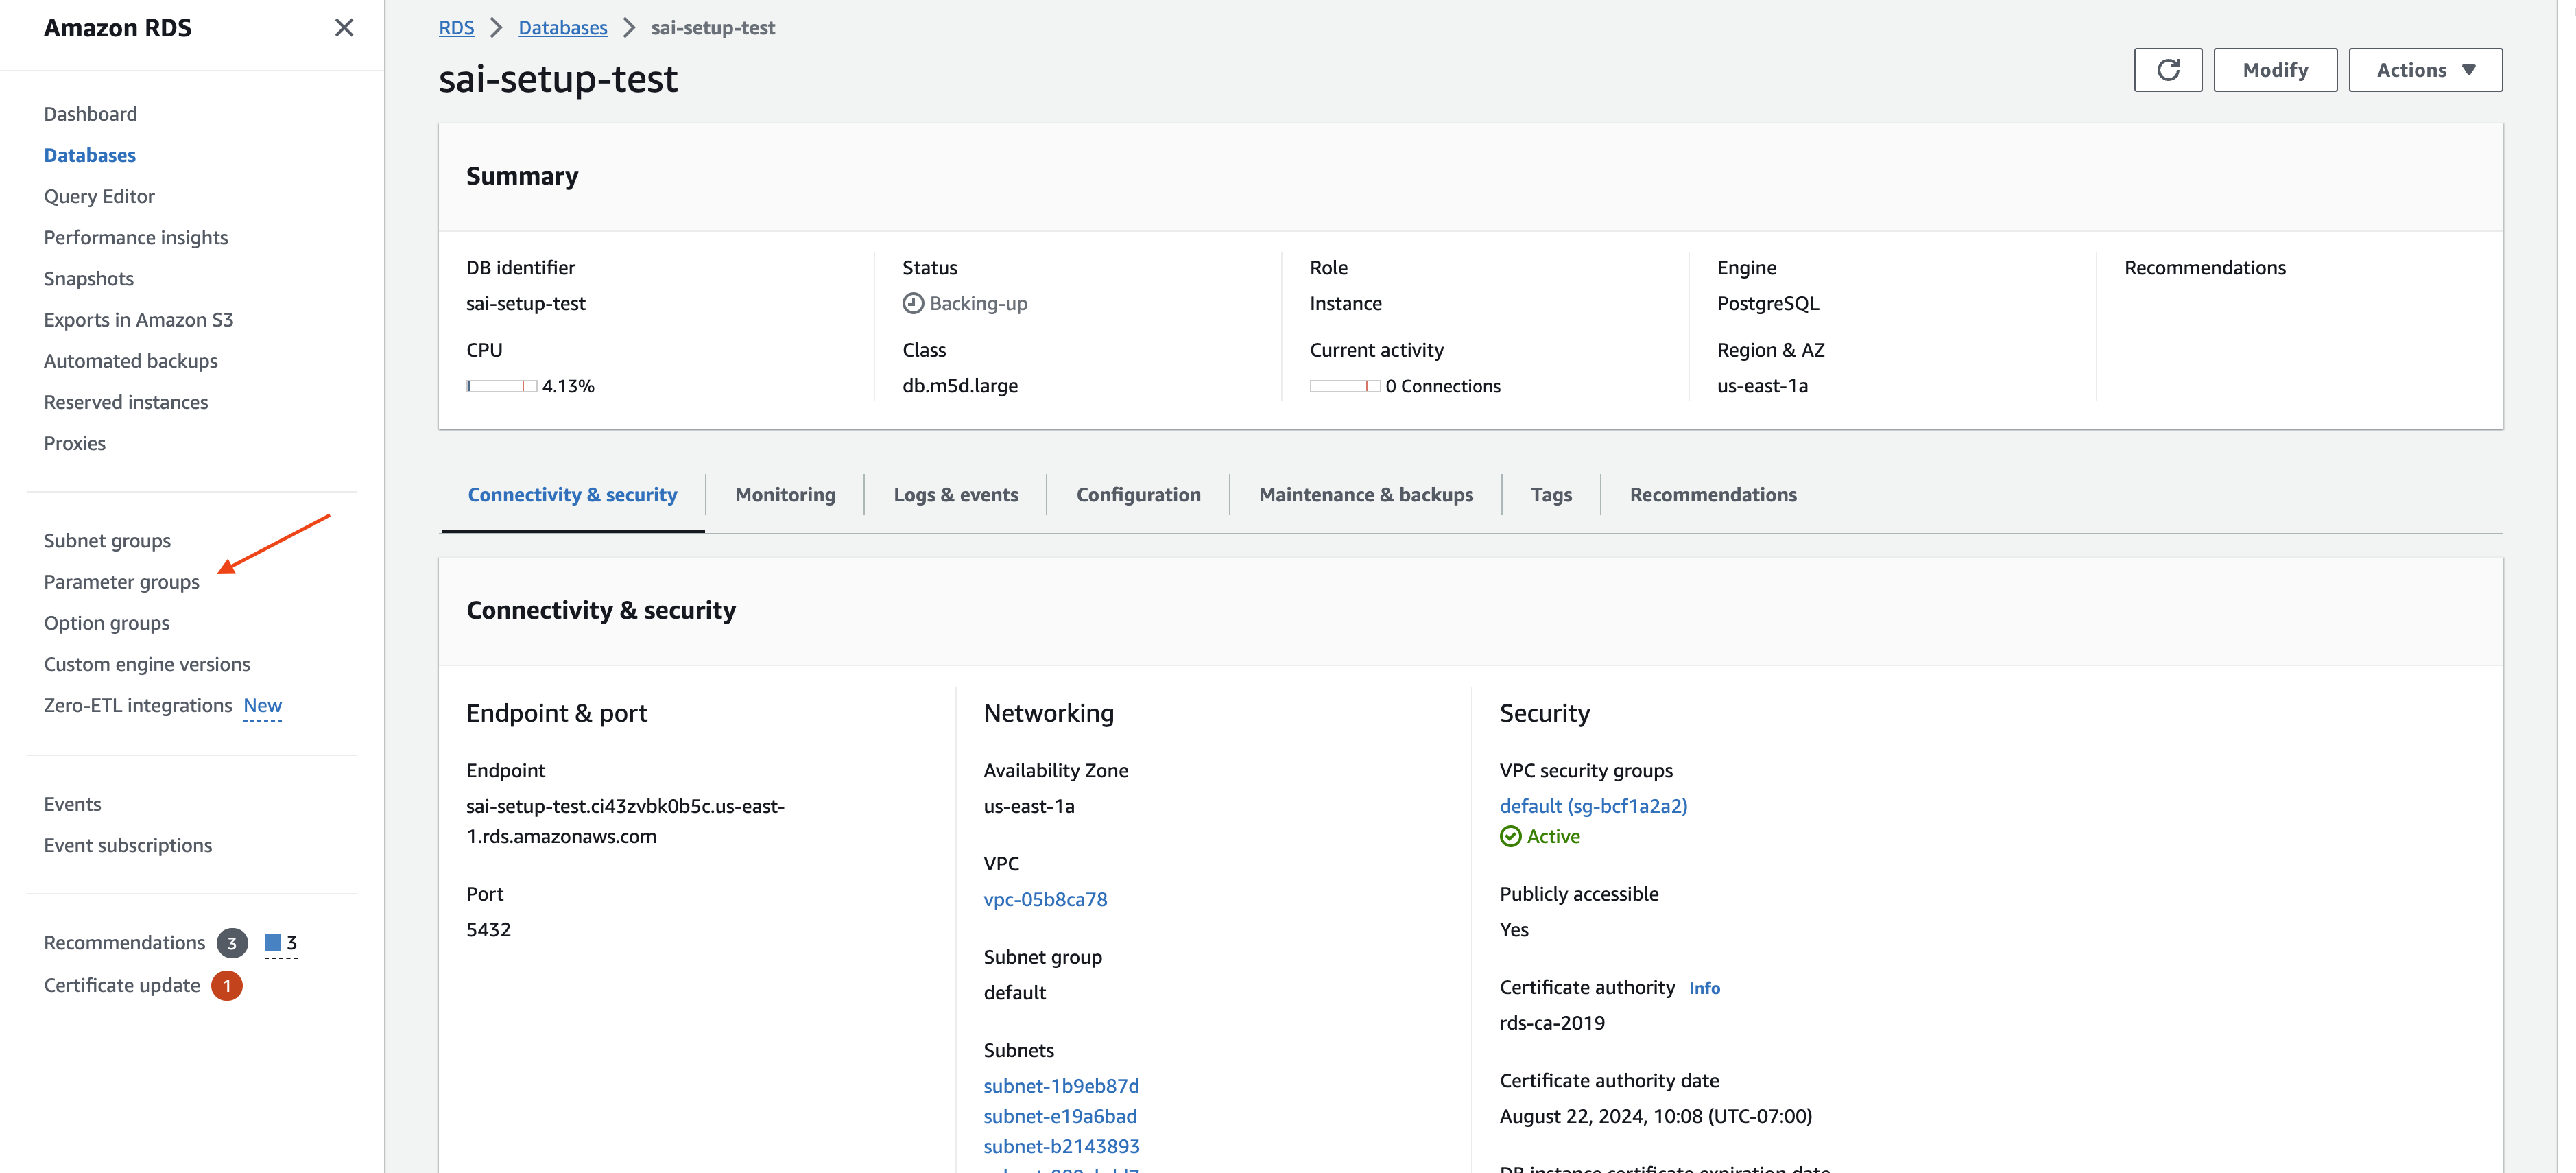 Amazon RDS
Dashboard
Databases
Query Editor
Performance insights
Snapshots
Exports in Amazon S3
Automated backups
Reserved instances
Proxies
Subnet groups
Parameter groups
Option groups
Custom engine versions
Zero-ETL integrations New
Events
Event subscriptions
Recommendations 3 3
Certificate update 1
RDS > Databases > sai-setup-test
sai-setup-test
Modify
Actions
Summary
DB identifier
sai-setup-test
CPU
4.13%
Status
Backing-up
Class
db.m5d.large
Role
Instance
Current activity
0 Connections
Engine
PostgreSQL
Region & AZ
us-east-1a
Recommendations
Connectivity & security
Monitoring
Logs & events
Configuration
Maintenance & backups
Tags
Recommendations
Connectivity & security
Endpoint & port
Endpoint
sai-setup-test.ci43zvbk0b5c.us-east-
1.rds.amazonaws.com
Port
5432
Networking
Availability Zone
us-east-1a
VPC
vpc-05b8ca78
Subnet group
default
Subnets
subnet-1b9eb87d
subnet-e19a6bad
subnet-b2143893
Security
VPC security groups
default (sg-bcf1a2a2)
Active
Publicly accessible
Yes
Certificate authority Info
rds-ca-2019
Certificate authority date
August 22, 2024, 10:08 (UTC-07:00)
DB instance certificate expiration date